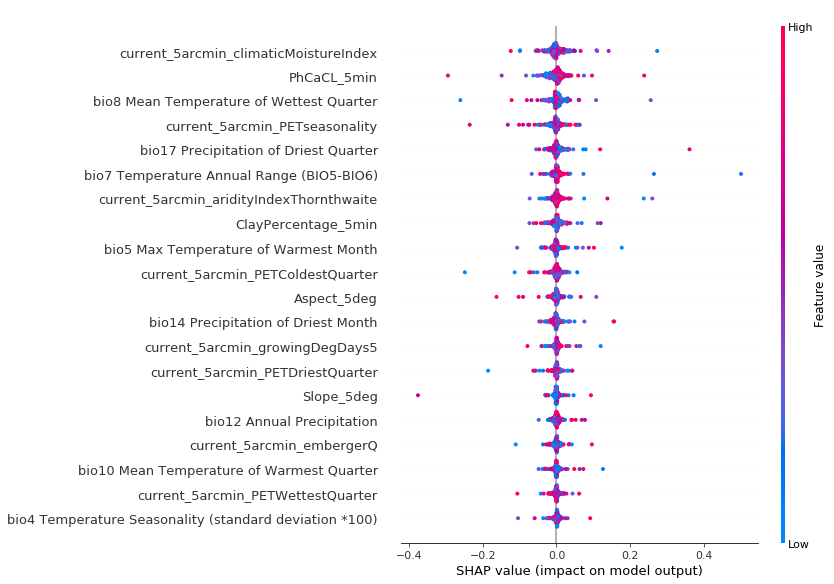 High
current_5arcmin_climaticMoistureIndex
PhCaCL_5min
bio8 Mean Temperature of Wettest Quarter
current_5arcmin_PETseasonality
bio17 Precipitation of Driest Quarter
bio7 Temperature Annual Range (BIO5-BIO6)
current_5arcmin_aridityIndexThornthwaite
ClayPercentage_5min
bio5 Max Temperature of Warmest Month
current_5arcmin_PETColdestQuarter
Aspect_5deg
bio14 Precipitation of Driest Month
current_5arcmin_growingDegDays5
current_5arcmin_PETDriestQuarter
Slope_5deg
bio12 Annual Precipitation
current_5arcmin_embergerQ
bio10 Mean Temperature of Warmest Quarter
current_5arcmin_PETWettestQuarter
bio4 Temperature Seasonality (standard deviation *100)
Feature value
Low
−0.4 −0.2 0.0 0.2 0.4
SHAP value (impact on model output)